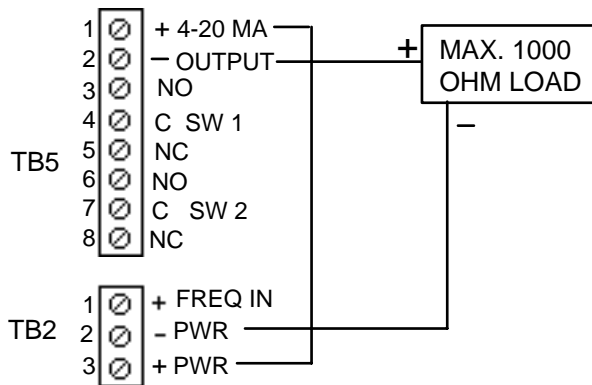 1 + 4-20 MA
2 – OUTPUT
3 NO
4 C SW 1
5 NC
6 NO
7 C SW 2
8 NC
TB5
+ MAX. 1000
OHM LOAD
–
1 + FREQ IN
2 - PWR
3 + PWR
TB2